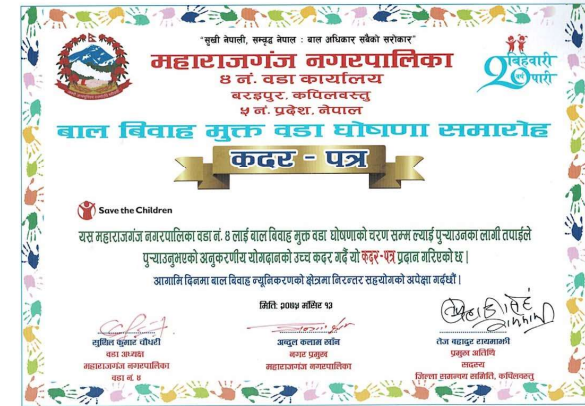 "सुखी नेपाली, सम्वृद्ध नेपाल : बाल अधिकार सबैको सरोकार"
महाराजगंज नगरपालिका
४ नं. वडा कार्यालय
बरइपुर, कपिलवस्तु
५ नं. प्रदेश, नेपाल
बिहेवारी
२० वर्ष पारी
बाल बिवाह मुक्त वडा घोषणा समारोह
कदर - पत्र
Save the Children
यस महाराजगंज नगरपालिका वडा नं. ४ लाई बाल बिवाह मुक्त वडा घोषणाको चरण सम्म ल्याई पुऱ्याउनका लागी तपाईले
पुऱ्याउनुभएको अनुकरणीय योगदानको उच्च कदर गर्दै यो कदर-पत्र प्रदान गरिएको छ।
आगामि दिनमा बाल बिवाह न्यूनिकरणको क्षेत्रमा निरन्तर सहयोगको अपेक्षा गर्दछौं।
मिति: २०७५ मंसिर १३
सुशिल कुमार चौधरी
वडा अध्यक्ष
महाराजगंज नगरपालिका
वडा नं. ४
अब्दुल कलाम खाँन
नगर प्रमुख
महाराजगंज नगरपालिका
तेज बहादुर रायमाझी
प्रमुख अतिथि
सदस्य
जिल्ला समन्वय समिति, कपिलवस्तु